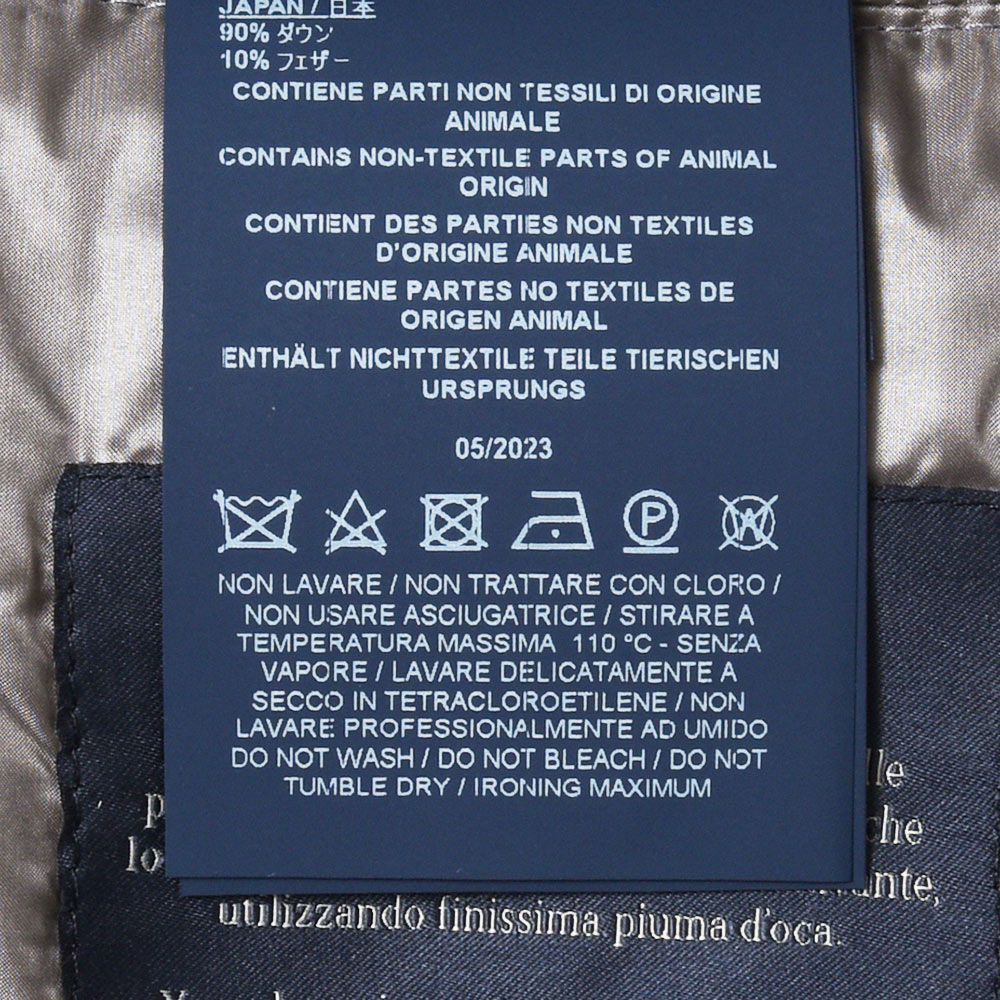 JAPAN / 日本
90% ダウン
10% フェザー
CONTIENE PARTI NON TESSILI DI ORIGINE
ANIMALE
CONTAINS NON-TEXTILE PARTS OF ANIMAL
ORIGIN
CONTIENT DES PARTIES NON TEXTILES
D'ORIGINE ANIMALE
CONTIENE PARTES NO TEXTILES DE
ORIGEN ANIMAL
ENTHÄLT NICHTTEXTILE TEILE TIERISCHEN
URSPRUNGS
05/2023
P
W
NON LAVARE / NON TRATTARE CON CLORO /
NON USARE ASCIUGATRICE / STIRARE A
TEMPERATURA MASSIMA 110 °C - SENZA
VAPORE / LAVARE DELICATAMENTE A
SECCO IN TETRACLOROETILENE / NON
LAVARE PROFESSIONALMENTE AD UMIDO
DO NOT WASH / DO NOT BLEACH / DO NOT
TUMBLE DRY / IRONING MAXIMUM
utilizzando finissima piuma d'oca.